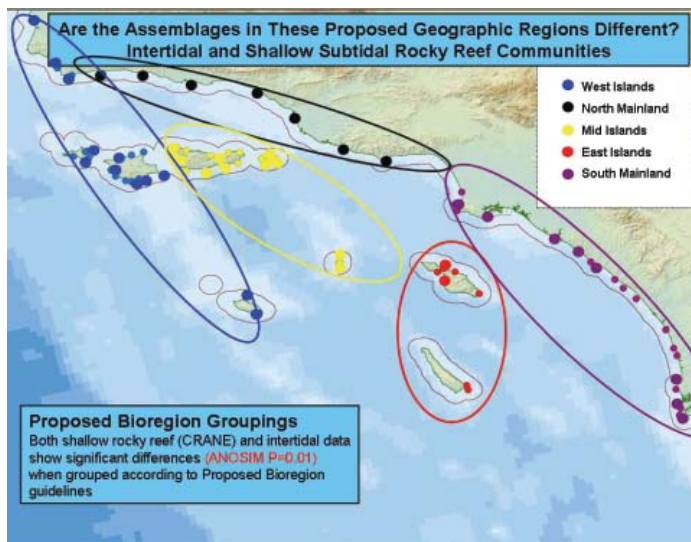 Are the Assemblages in These Proposed Geographic Regions Different?
Intertidal and Shallow Subtidal Rocky Reef Communities
West Islands
North Mainland
Mid Islands
East Islands
South Mainland
Proposed Bioregion Groupings
Both shallow rocky reef (CRANE) and intertidal data
show significant differences (ANOSIM P=0.01)
when grouped according to Proposed Bioregion
guidelines